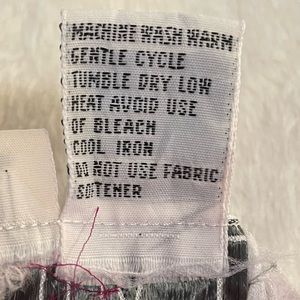 MACHINE WASH WARM
GENTLE CYCLE
TUMBLE DRY LOW
HEAT AVOID USE
OF BLEACH
COOL IRON
DO NOT USE FABRIC
SOFTENER